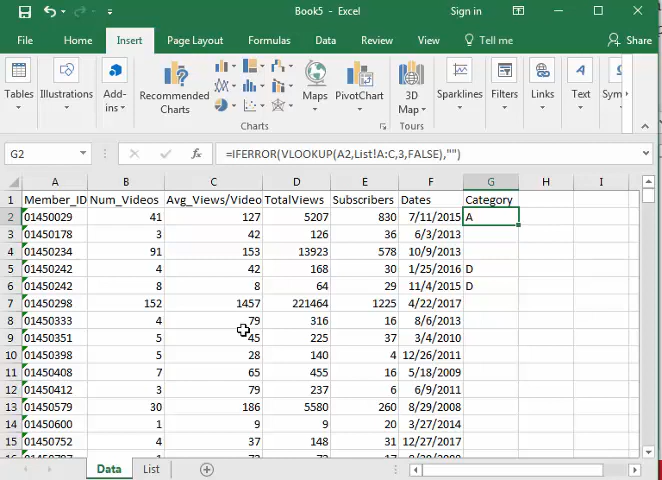 Book5 - Excel
Sign in
File Home Insert Page Layout Formulas Data Review View Tell me Share
Tables Illustrations Add-ins Recommended Charts Maps PivotChart 3D Map Sparklines Filters Links Text
Charts Tours
G2 fx =IFERROR(VLOOKUP(A2,List!A:C,3,FALSE),"")
A B C D E F G H I
1 Member_ID Num_Videos Avg_Views/Video TotalViews Subscribers Dates Category
2 01450029 41 127 5207 830 7/11/2015 A
3 01450178 3 42 126 36 6/3/2013
4 01450234 91 153 13923 578 10/9/2013
5 01450242 4 42 168 30 1/25/2016 D
6 01450242 8 8 64 29 11/4/2015 D
7 01450298 152 1457 221464 1225 4/22/2017
8 01450333 4 79 316 16 8/6/2013
9 01450351 5 45 225 37 3/4/2010
10 01450398 5 28 140 4 12/26/2011
11 01450408 7 65 455 16 5/18/2009
12 01450412 3 79 237 6 6/9/2011
13 01450579 30 186 5580 260 8/29/2008
14 01450600 1 9 9 20 3/27/2014
15 01450752 4 37 148 31 12/27/2017
Data List